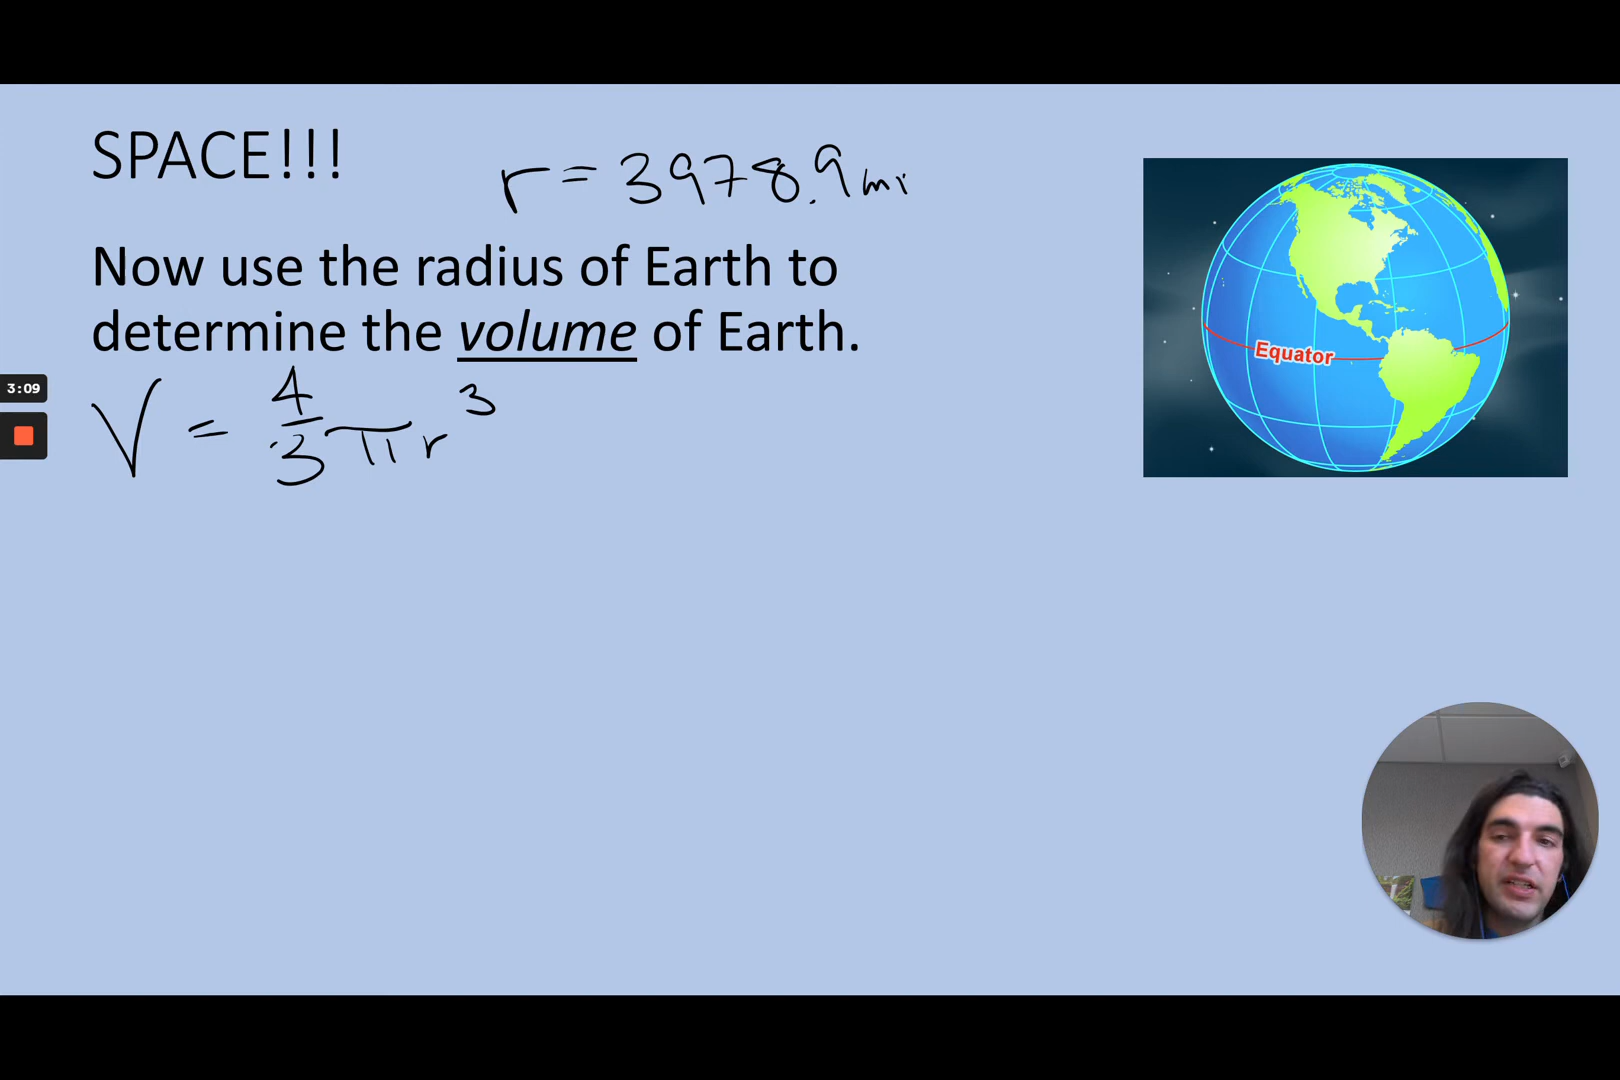 SPACE!!!
r = 3978.9 mi
Now use the radius of Earth to
determine the volume of Earth.
3:09
V = 4/3 πr³
Equator